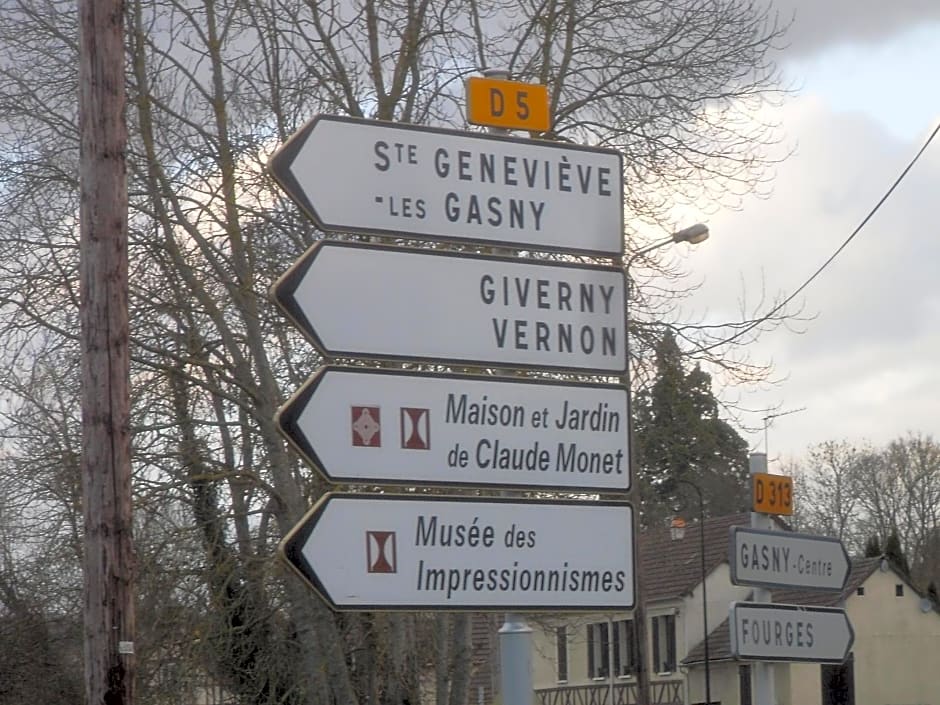 D 5
STE GENEVIÈVE
-LES GASNY
GIVERNY
VERNON
Maison et Jardin
de Claude Monet
Musée des
Impressionnismes
D 313
GASNY-Centre
FOURGES